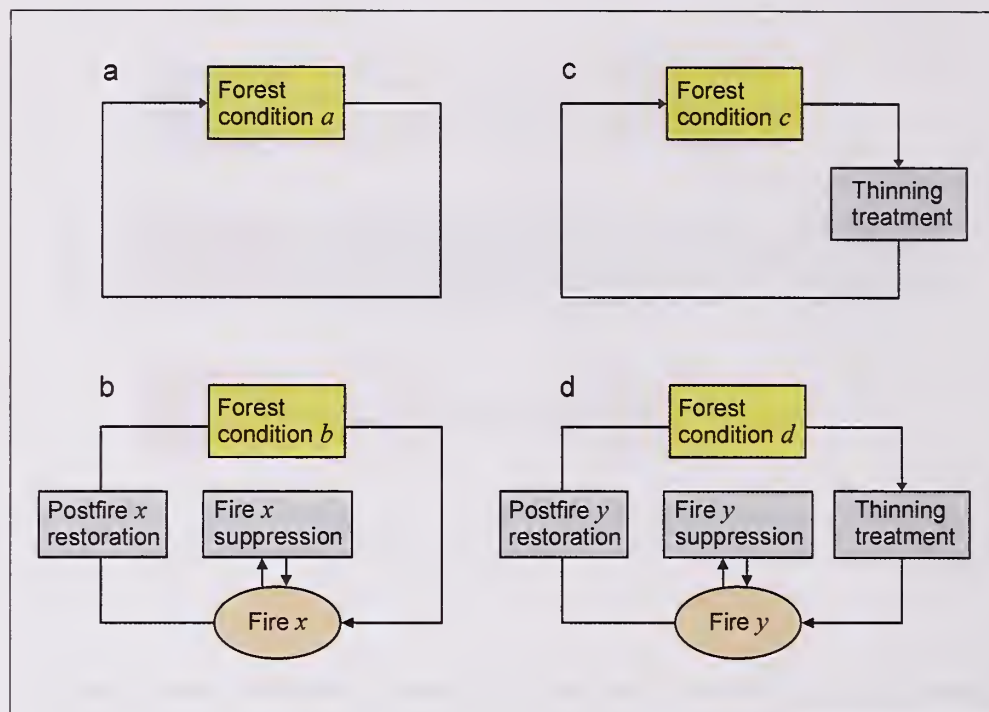 a
Forest
condition a
c
Forest
condition c
Thinning
treatment
b
Forest
condition b
Postfire x
restoration
Fire x
suppression
Fire x
d
Forest
condition d
Postfire y
restoration
Fire y
suppression
Thinning
treatment
Fire y